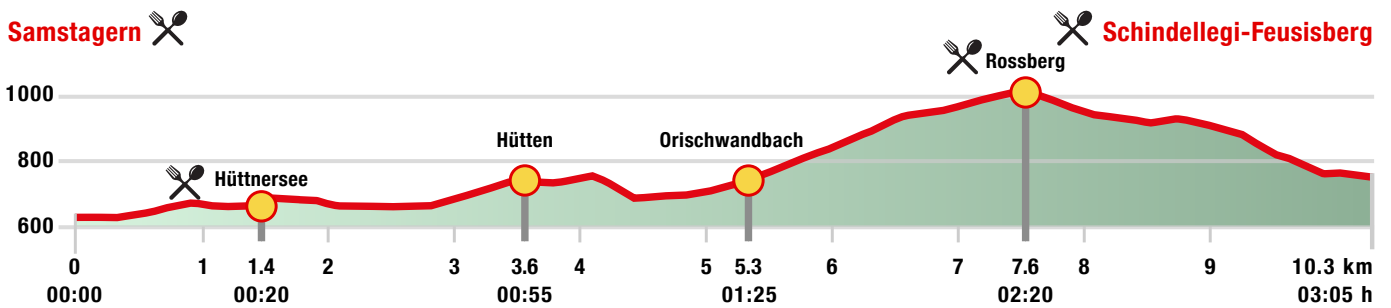 Samstagern
Schindellegi-Feusisberg
Rossberg
1000
Hütten
Orischwandbach
800
Hüttnersee
600
0 1 1.4 2 3 3.6 4 5 5.3 6 7 7.6 8 9 10.3 km
00:00 00:20 00:55 01:25 02:20 03:05 h